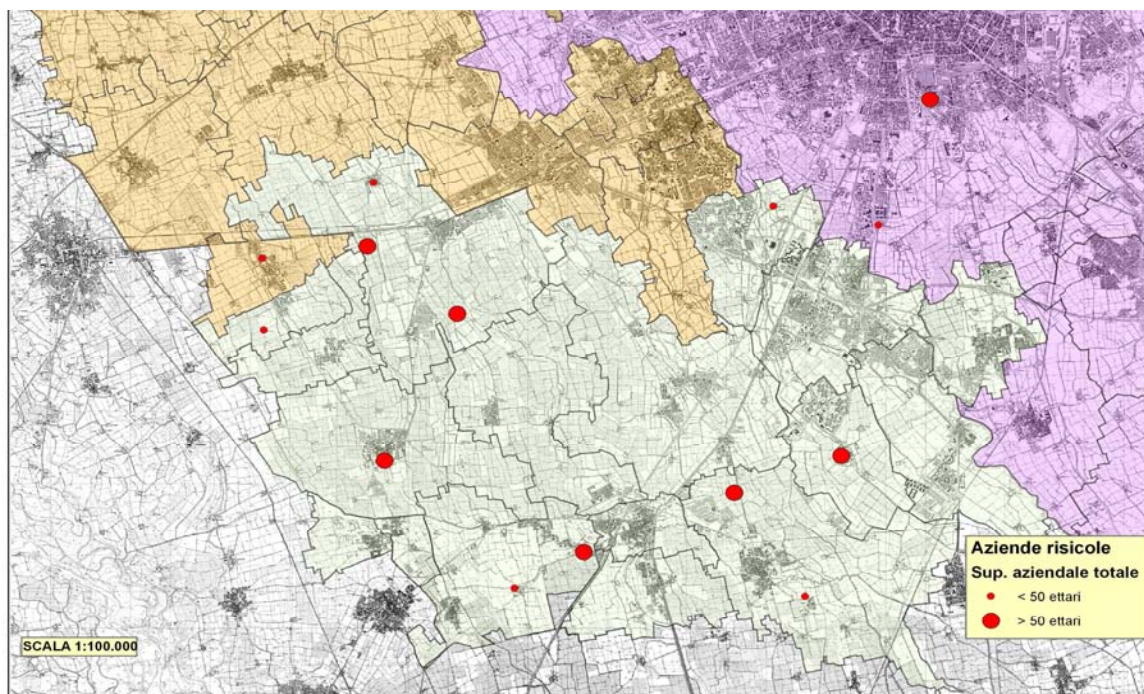 Aziende risicole
Sup. aziendale totale
< 50 ettari
> 50 ettari
SCALA 1:100.000